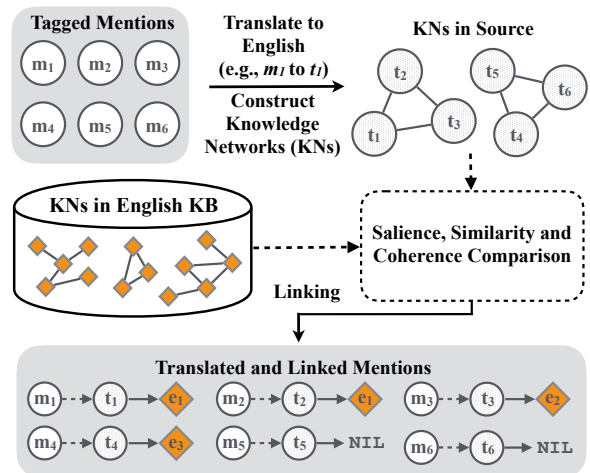 Tagged Mentions
m1 m2 m3
m4 m5 m6
Translate to
English
(e.g., m1 to t1)
Construct
Knowledge
Networks (KNs)
KNs in Source
t2
t1
t3
t5
t6
t4
KNs in English KB
Salience, Similarity and
Coherence Comparison
Linking
Translated and Linked Mentions
m1 t1 e1 m2 t2 e1 m3 t3 e2
m4 t4 e3 m5 t5 NIL m6 t6 NIL